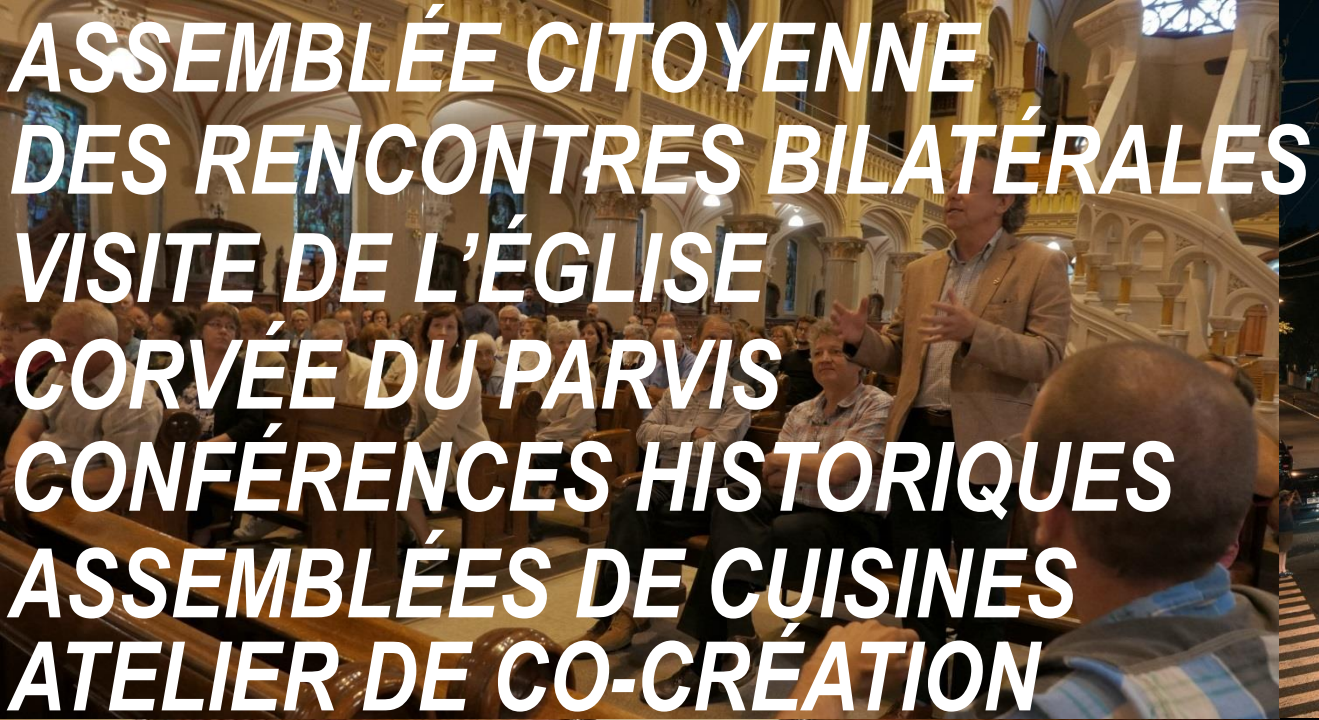 ASSEMBLÉE CITOYENNE
DES RENCONTRES BILATÉRALES
VISITE DE L’ÉGLISE
CORVÉE DU PARVIS
CONFÉRENCES HISTORIQUES
ASSEMBLÉES DE CUISINES
ATELIER DE CO-CRÉATION